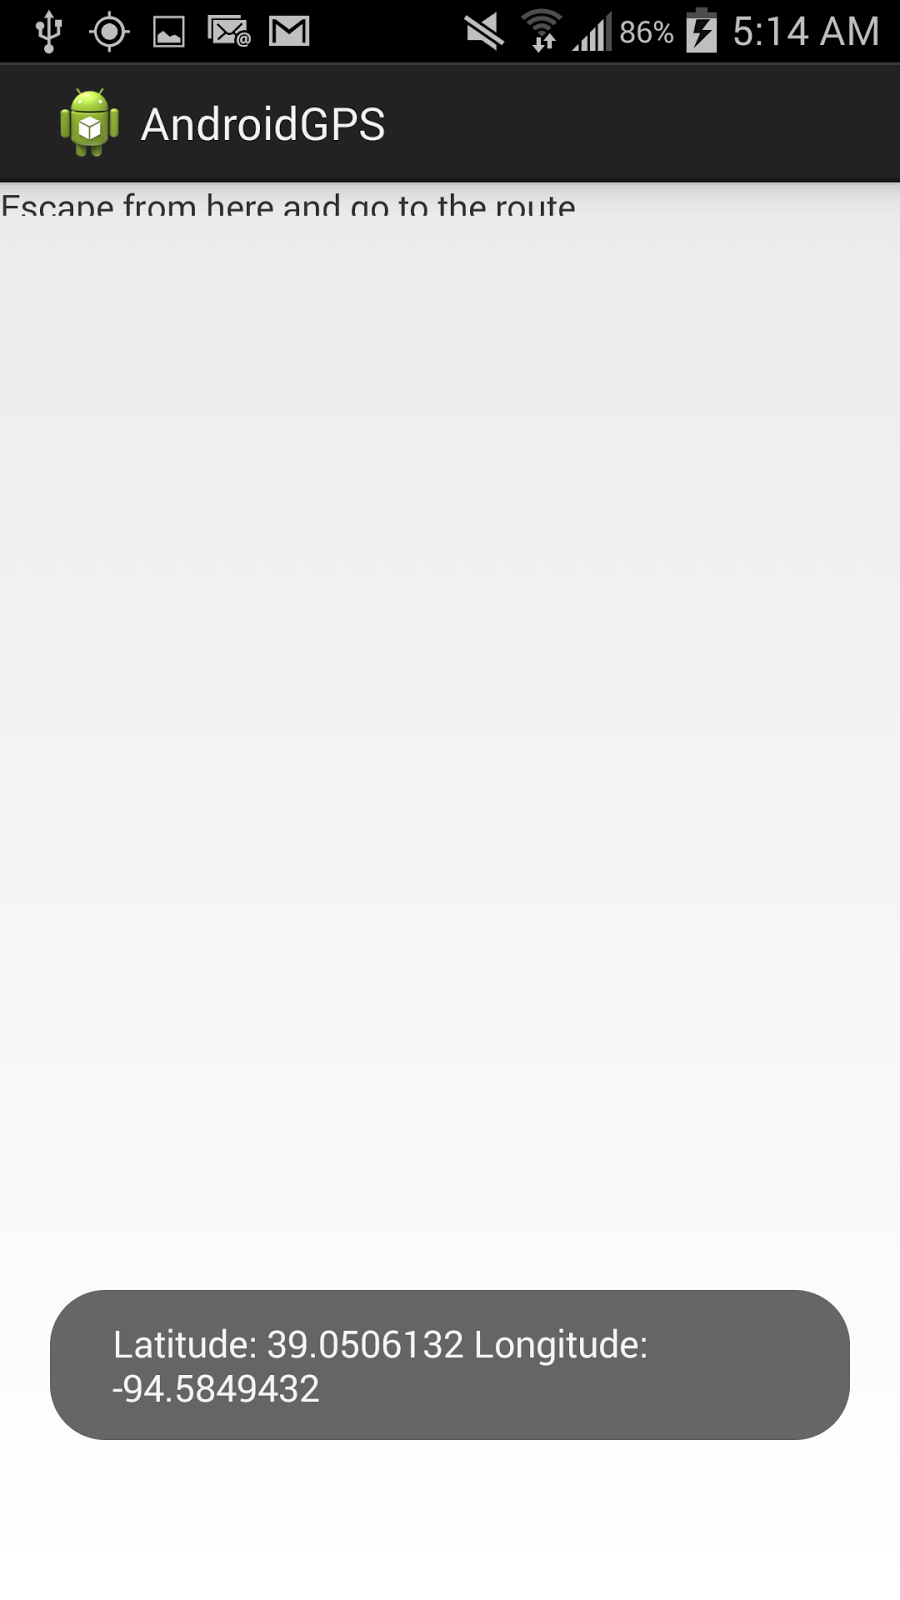 86% 5:14 AM
AndroidGPS
Escape from here and go to the route
Latitude: 39.0506132 Longitude:
-94.5849432